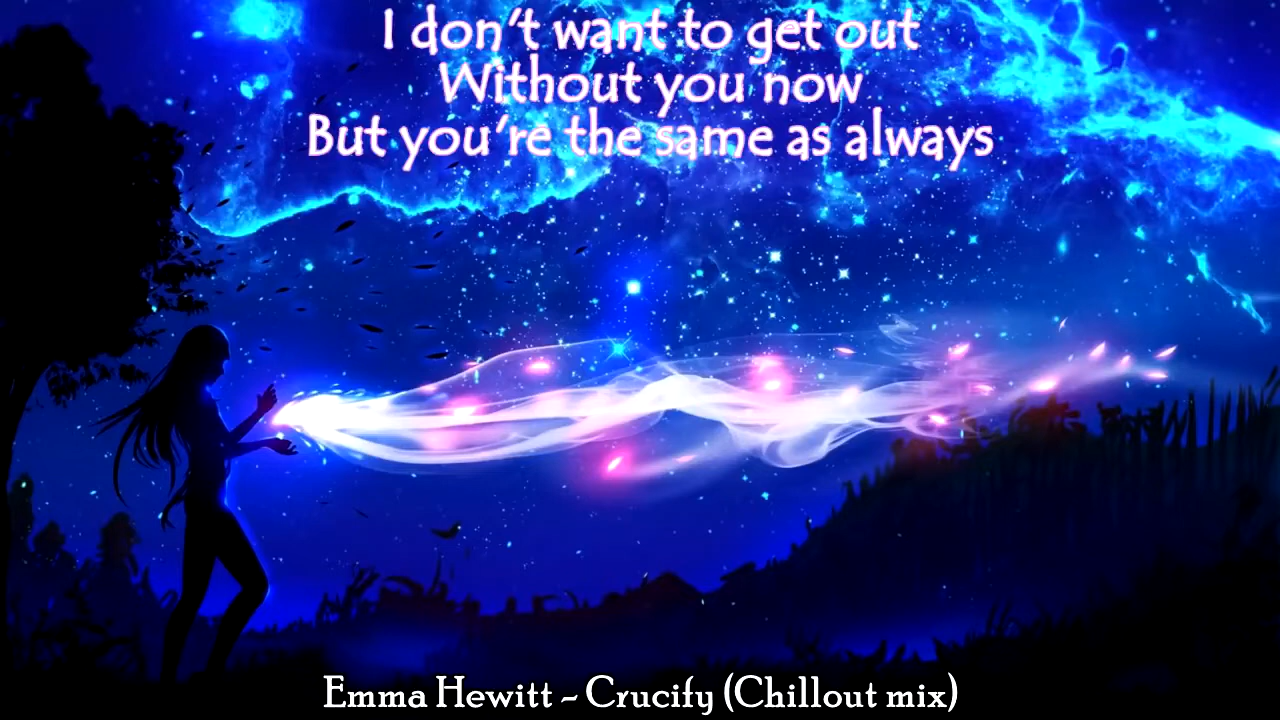 I don't want to get out
Without you now
But you're the same as always
Emma Hewitt - Crucify (Chillout mix)